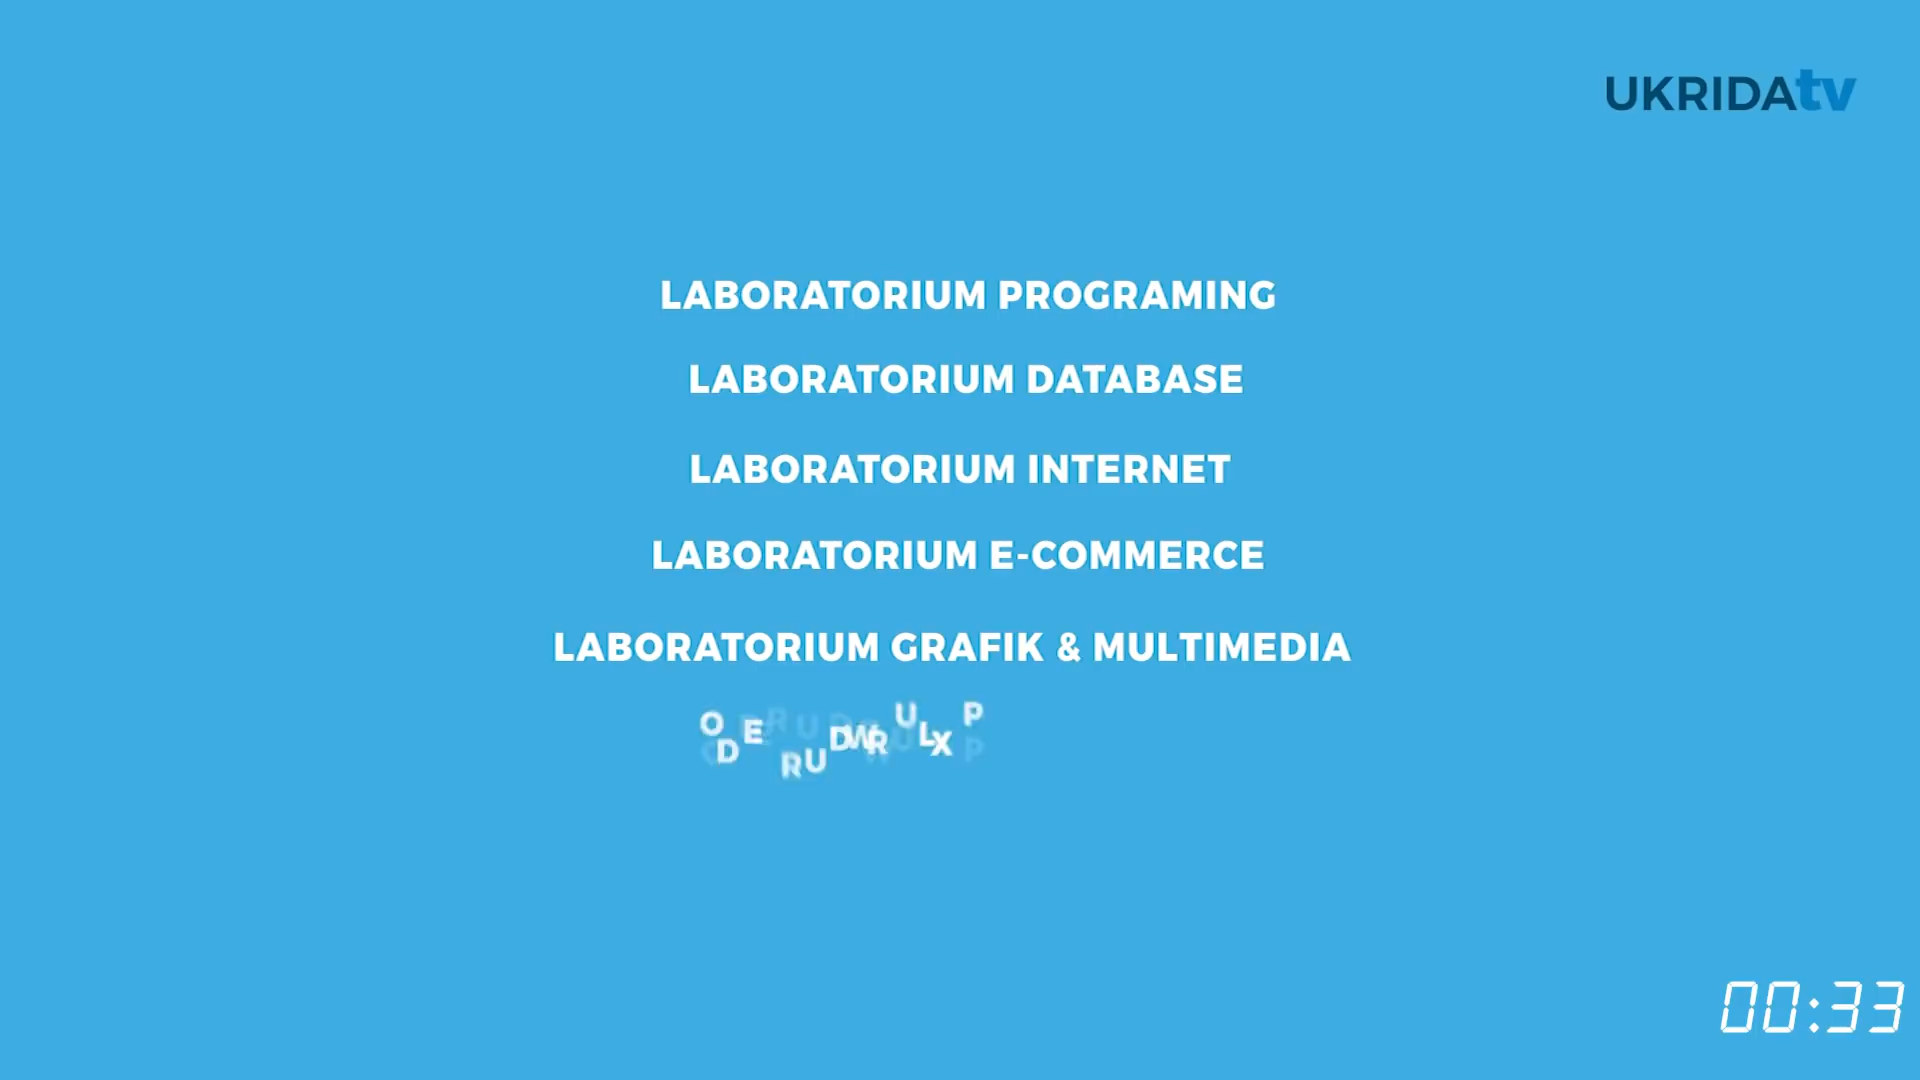 UKRIDAtv
LABORATORIUM PROGRAMING
LABORATORIUM DATABASE
LABORATORIUM INTERNET
LABORATORIUM E-COMMERCE
LABORATORIUM GRAFIK & MULTIMEDIA
00:33